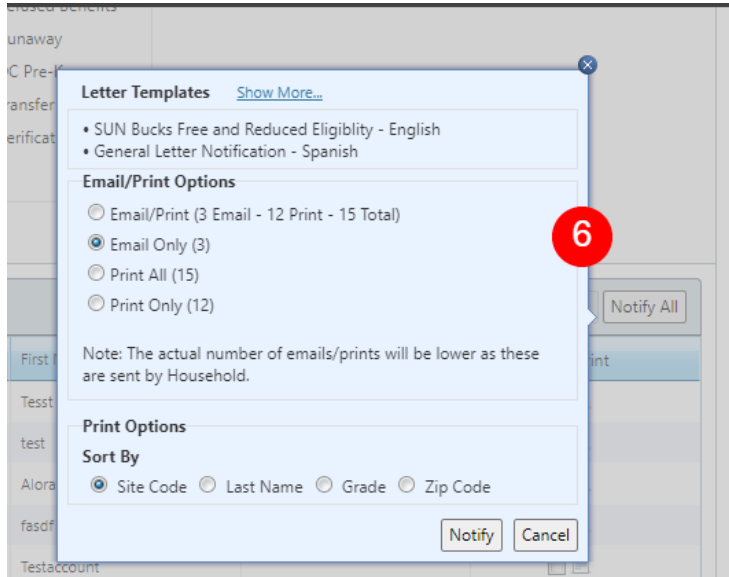 unaway
Letter Templates Show More...
• SUN Bucks Free and Reduced Eligiblity - English
• General Letter Notification - Spanish
Email/Print Options
Email/Print (3 Email - 12 Print - 15 Total)
Email Only (3)
6
Print All (15)
Print Only (12)
Notify All
Note: The actual number of emails/prints will be lower as these
are sent by Household.
First
Tesst
Print Options
test
Sort By
Alora
Site Code Last Name Grade Zip Code
fasdf
Notify Cancel
Testaccount